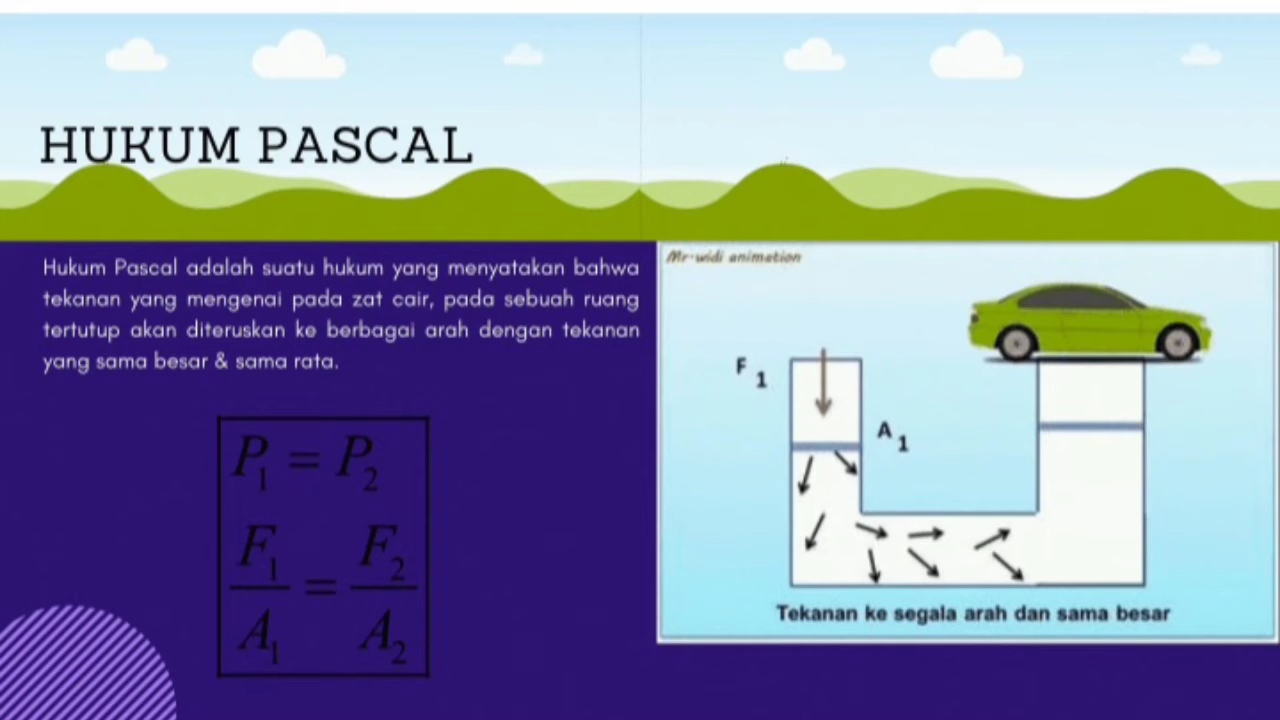 HUKUM PASCAL
Hukum Pascal adalah suatu hukum yang menyatakan bahwa
tekanan yang mengenai pada zat cair, pada sebuah ruang
tertutup akan diteruskan ke berbagai arah dengan tekanan
yang sama besar & sama rata.
P₁ = P₂
F₁/A₁ = F₂/A₂
Mr·widi animation
F 1
A 1
Tekanan ke segala arah dan sama besar